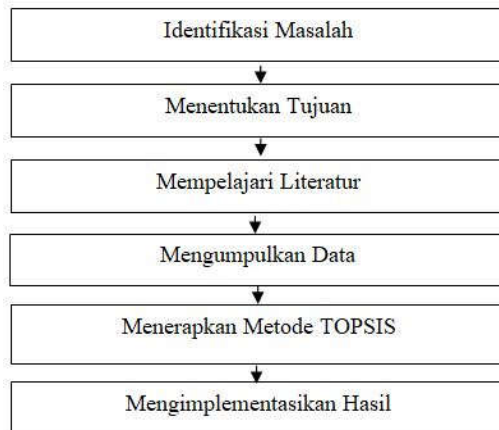 Identifikasi Masalah
Menentukan Tujuan
Mempelajari Literatur
Mengumpulkan Data
Menerapkan Metode TOPSIS
Mengimplementasikan Hasil